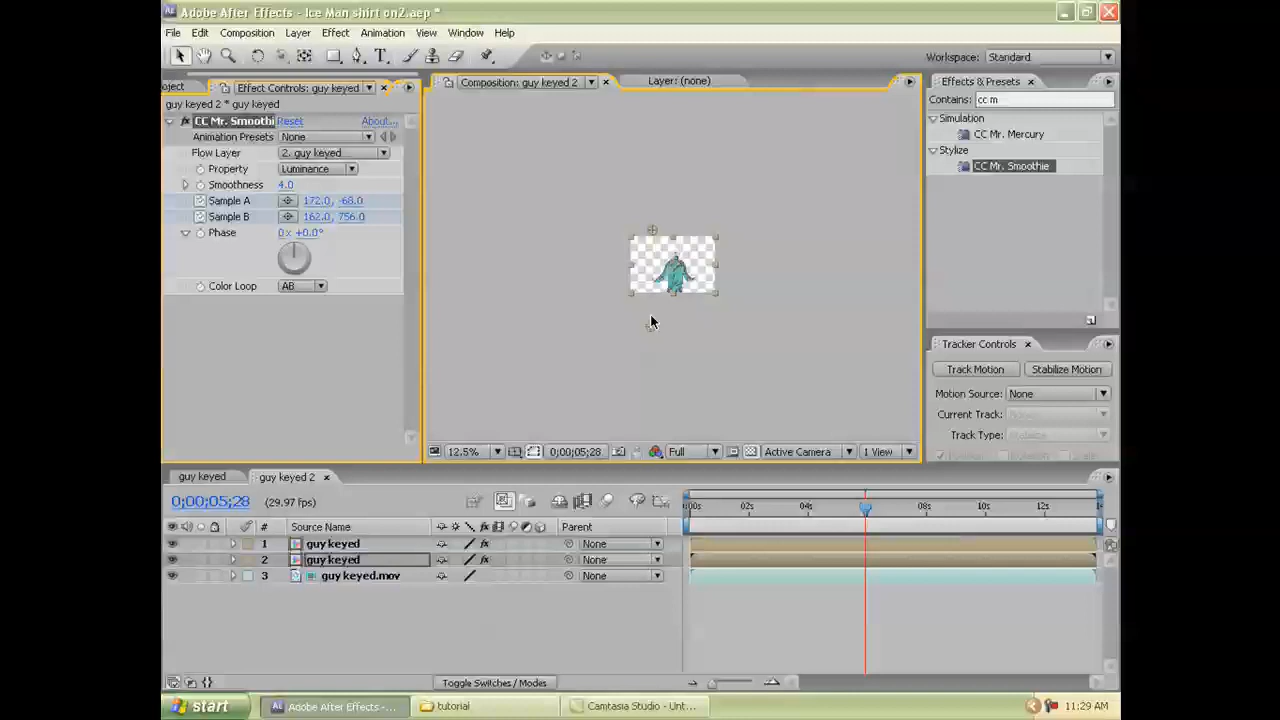 Adobe After Effects - Ice Man shirt on2.aep *
File Edit Composition Layer Effect Animation View Window Help
Workspace: Standard
oject Effect Controls: guy keyed
Composition: guy keyed 2
Layer: (none)
Effects & Presets
guy keyed 2 * guy keyed
Contains: cc m
CC Mr. Smoothi Reset About...
Simulation
Animation Presets None
CC Mr. Mercury
Flow Layer 2. guy keyed
Stylize
Property Luminance
CC Mr. Smoothie
Smoothness 4.0
Sample A 172.0, -68.0
Sample B 162.0, 756.0
Phase 0 x +0.0°
Color Loop AB
Tracker Controls
Track Motion Stabilize Motion
Motion Source: None
Current Track:
Track Type:
12.5% 0;00;05;28 Full Active Camera 1 View
guy keyed guy keyed 2
0;00;05;28 (29.97 fps)
00s 02s 04s 08s 10s 12s
# Source Name Parent
1 guy keyed None
2 guy keyed None
3 guy keyed.mov None
Toggle Switches / Modes
start Adobe After Effects -... tutorial Camtasia Studio - Unt... 11:29 AM